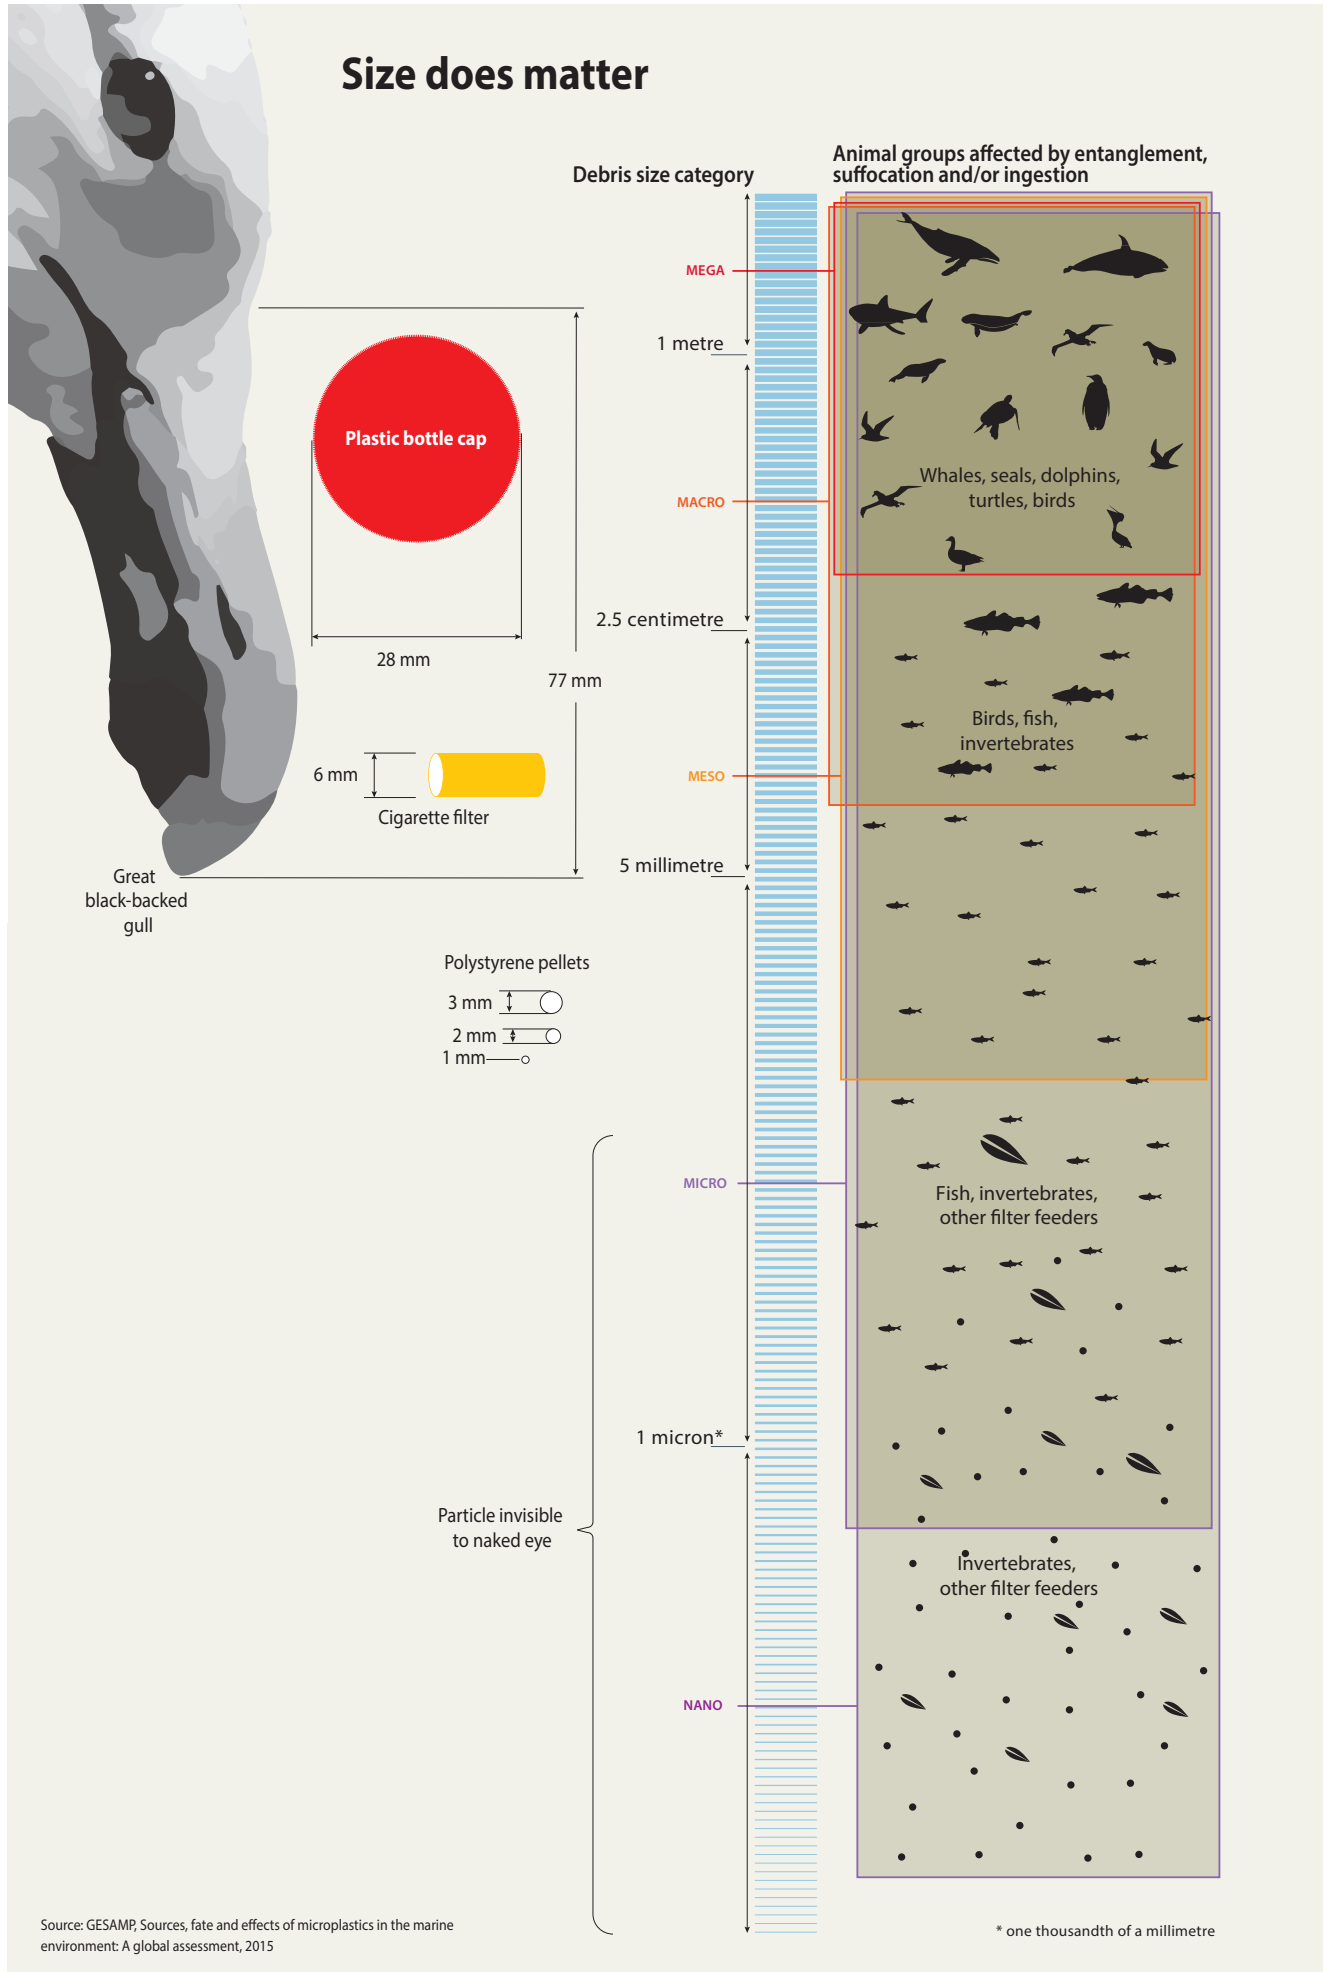 Size does matter
Debris size category
Animal groups affected by entanglement,
suffocation and/or ingestion
MEGA
1 metre
Plastic bottle cap
Whales, seals, dolphins,
turtles, birds
MACRO
2.5 centimetre
28 mm
77 mm
Birds, fish,
invertebrates
MESO
6 mm
Cigarette filter
5 millimetre
Great
black-backed
gull
Polystyrene pellets
3 mm
2 mm
1 mm
MICRO
Fish, invertebrates,
other filter feeders
1 micron*
Particle invisible
to naked eye
Invertebrates,
other filter feeders
NANO
Source: GESAMP, Sources, fate and effects of microplastics in the marine
environment: A global assessment, 2015
* one thousandth of a millimetre